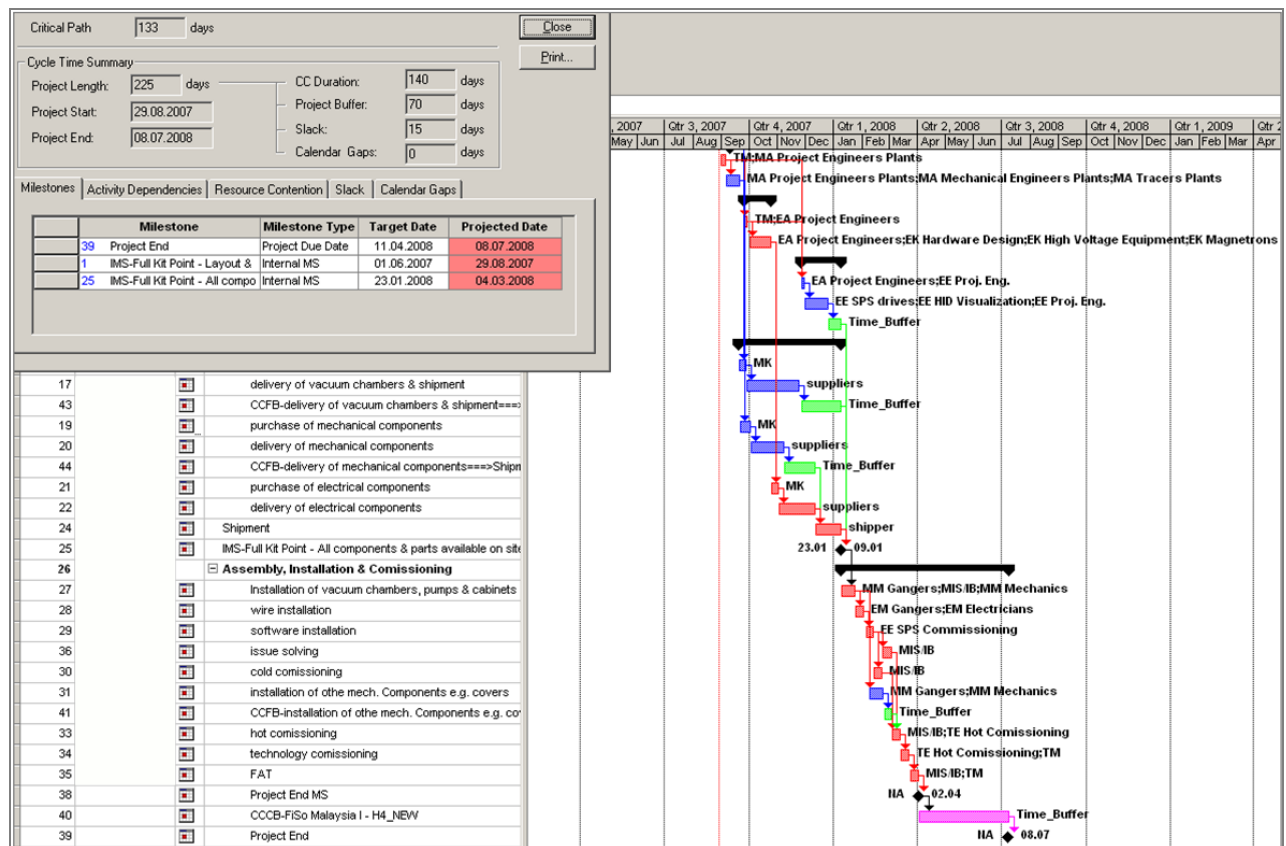 Critical Path 133 days
Close
Print...
Cycle Time Summary
Project Length: 225 days
Project Start: 29.08.2007
Project End: 08.07.2008
CC Duration: 140 days
Project Buffer: 70 days
Slack: 15 days
Calendar Gaps: 0 days
Milestones Activity Dependencies Resource Contention Slack Calendar Gaps
Milestone Milestone Type Target Date Projected Date
39 Project End Project Due Date 11.04.2008 08.07.2008
1 IMS-Full Kit Point - Layout & Internal MS 01.06.2007 29.08.2007
25 IMS-Full Kit Point - All compo Internal MS 23.01.2008 04.03.2008
, 2007 Qtr 3, 2007 Qtr 4, 2007 Qtr 1, 2008 Qtr 2, 2008 Qtr 3, 2008 Qtr 4, 2008 Qtr 1, 2009 Qtr 2
May Jun Jul Aug Sep Oct Nov Dec Jan Feb Mar Apr May Jun Jul Aug Sep Oct Nov Dec Jan Feb Mar Apr
TM;MA Project Engineers Plants
MA Project Engineers Plants;MA Mechanical Engineers Plants;MA Tracers Plants
TM;EA Project Engineers
EA Project Engineers;EK Hardware Design;EK High Voltage Equipment;EK Magnetrons
EA Project Engineers;EE Proj. Eng.
EE SPS drives;EE HID Visualization;EE Proj. Eng.
Time_Buffer
MK
17 delivery of vacuum chambers & shipment suppliers
43 CCFB-delivery of vacuum chambers & shipment===> Time_Buffer
19 purchase of mechanical components MK
20 delivery of mechanical components suppliers
44 CCFB-delivery of mechanical components===>Shipm Time_Buffer
21 purchase of electrical components MK
22 delivery of electrical components suppliers
24 Shipment shipper
25 IMS-Full Kit Point - All components & parts available on site 23.01 09.01
26 Assembly, Installation & Comissioning
27 Installation of vacuum chambers, pumps & cabinets MM Gangers;MIS/IB;MM Mechanics
28 wire installation EM Gangers;EM Electricians
29 software installation EE SPS Commissioning
36 issue solving MIS/IB
30 cold comissioning MIS/IB
31 installation of othe mech. Components e.g. covers MM Gangers;MM Mechanics
41 CCFB-installation of othe mech. Components e.g. cov Time_Buffer
33 hot comissioning MIS/IB;TE Hot Comissioning
34 technology comissioning TE Hot Comissioning;TM
35 FAT MIS/IB;TM
38 Project End MS NA 02.04
40 CCCB-FiSo Malaysia I - H4_NEW Time_Buffer
39 Project End NA 08.07